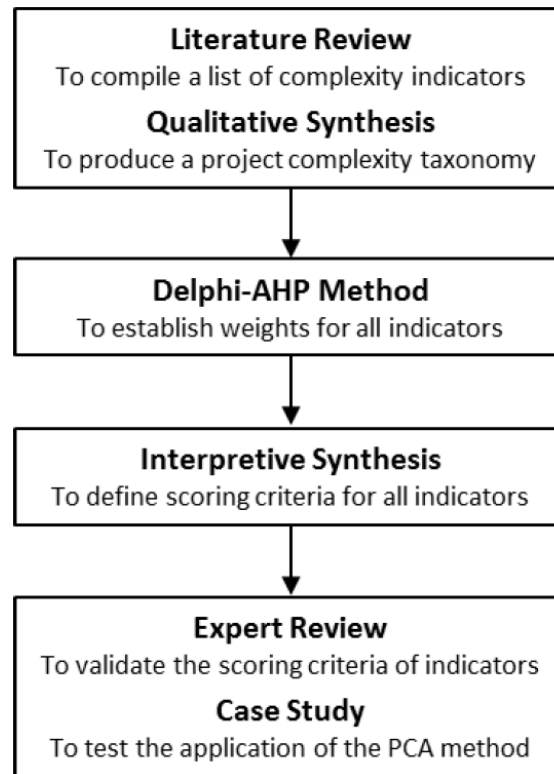 Literature Review
To compile a list of complexity indicators
Qualitative Synthesis
To produce a project complexity taxonomy
Delphi-AHP Method
To establish weights for all indicators
Interpretive Synthesis
To define scoring criteria for all indicators
Expert Review
To validate the scoring criteria of indicators
Case Study
To test the application of the PCA method